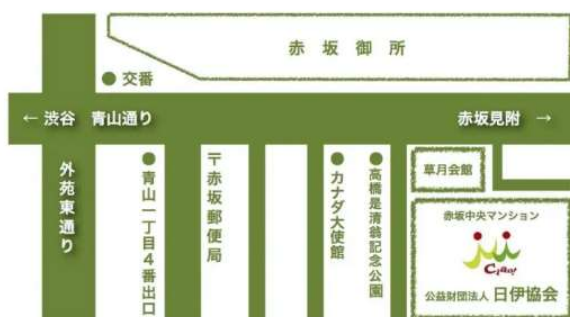 赤坂御所
● 交番
← 渋谷 青山通り
赤坂見附 →
外苑東通り
● 青山一丁目4番出口
〒赤坂郵便局
● カナダ大使館
● 高橋是清翁記念公園
草月会館
赤坂中央マンション
Ciao!
公益財団法人 日伊協会